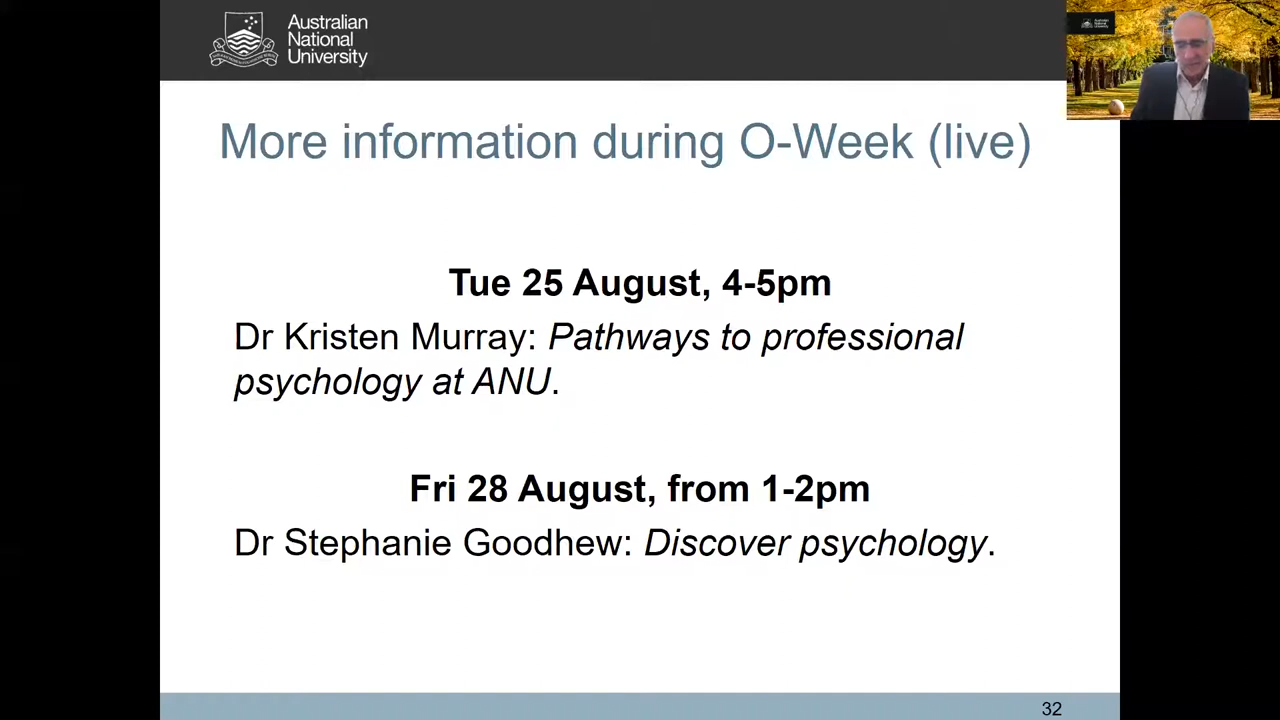 Australian
National
University
More information during O-Week (live)
Tue 25 August, 4-5pm
Dr Kristen Murray: Pathways to professional
psychology at ANU.
Fri 28 August, from 1-2pm
Dr Stephanie Goodhew: Discover psychology.
32